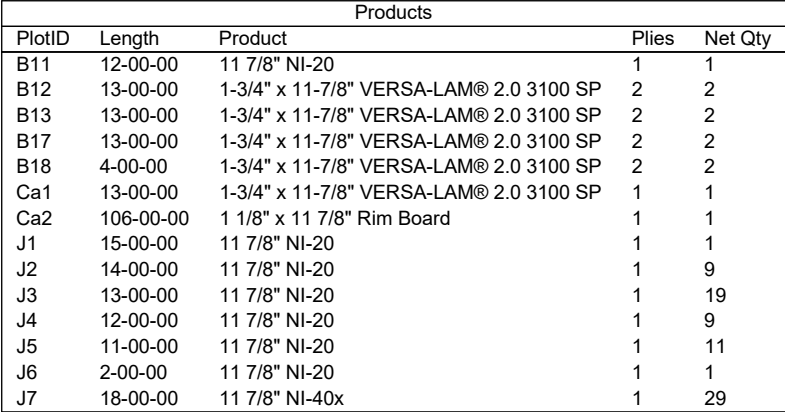 Products
PlotID Length Product Plies Net Qty
B11 12-00-00 11 7/8" NI-20 1 1
B12 13-00-00 1-3/4" x 11-7/8" VERSA-LAM® 2.0 3100 SP 2 2
B13 13-00-00 1-3/4" x 11-7/8" VERSA-LAM® 2.0 3100 SP 2 2
B17 13-00-00 1-3/4" x 11-7/8" VERSA-LAM® 2.0 3100 SP 2 2
B18 4-00-00 1-3/4" x 11-7/8" VERSA-LAM® 2.0 3100 SP 2 2
Ca1 13-00-00 1-3/4" x 11-7/8" VERSA-LAM® 2.0 3100 SP 1 1
Ca2 106-00-00 1 1/8" x 11 7/8" Rim Board 1 1
J1 15-00-00 11 7/8" NI-20 1 1
J2 14-00-00 11 7/8" NI-20 1 9
J3 13-00-00 11 7/8" NI-20 1 19
J4 12-00-00 11 7/8" NI-20 1 9
J5 11-00-00 11 7/8" NI-20 1 11
J6 2-00-00 11 7/8" NI-20 1 1
J7 18-00-00 11 7/8" NI-40x 1 29